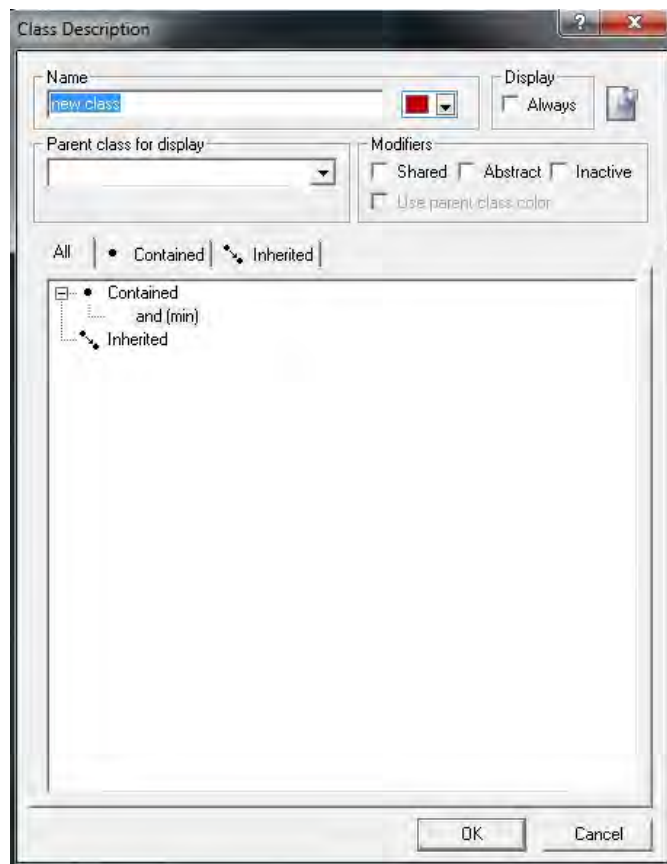 Class Description
?
X
Name
new class
Display
Always
Parent class for display
Modifiers
Shared Abstract Inactive
Use parent class color
All Contained Inherited
Contained
and (min)
Inherited
OK Cancel